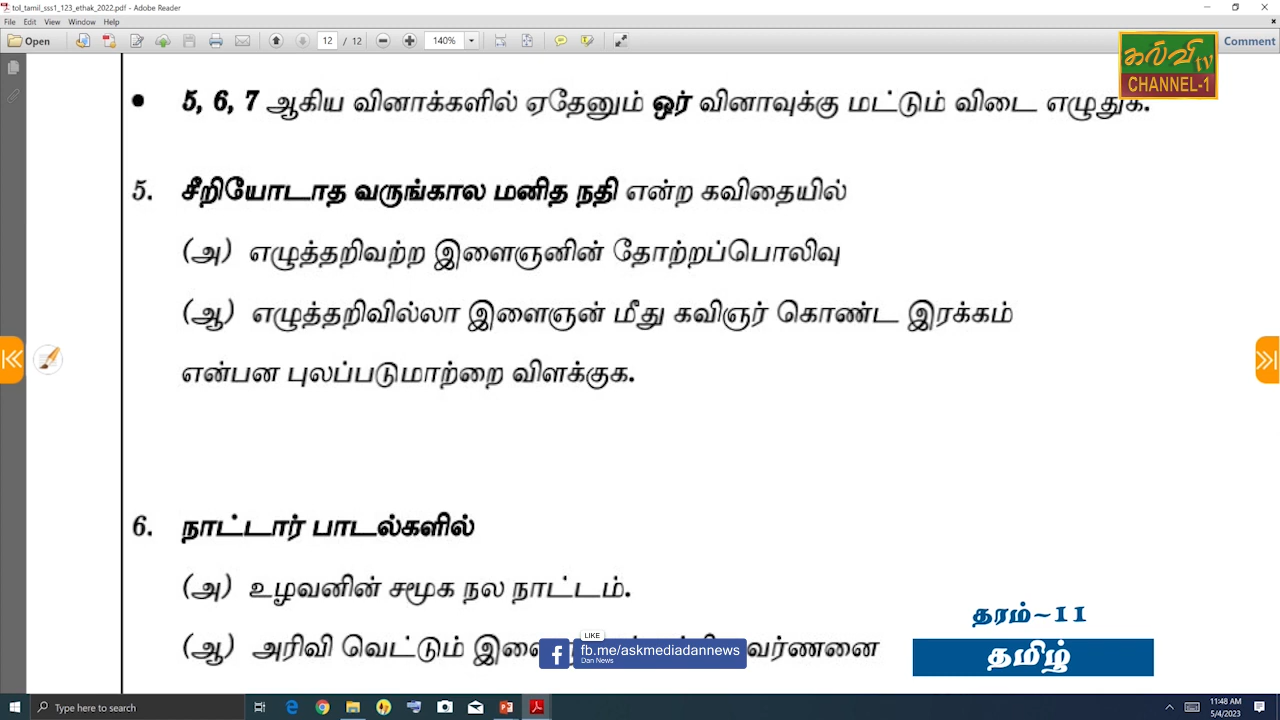 tol_tamil_sss1_123_ethak_2022.pdf - Adobe Reader
File Edit View Window Help
Open 12 / 12 140% Comment
கல்வி TV
CHANNEL-1
• 5, 6, 7 ஆகிய வினாக்களில் ஏதேனும் ஓர் வினாவுக்கு மட்டும் விடை எழுதுக.
5. சீறியோடாத வருங்கால மனித நதி என்ற கவிதையில்
(அ) எழுத்தறிவற்ற இளைஞனின் தோற்றப்பொலிவு
(ஆ) எழுத்தறிவில்லா இளைஞன் மீது கவிஞர் கொண்ட இரக்கம்
என்பன புலப்படுமாற்றை விளக்குக.
6. நாட்டார் பாடல்களில்
(அ) உழவனின் சமூக நல நாட்டம்.
(ஆ) அரிவி வெட்டும் வர்ணனை
தரம்-11
தமிழ்
LIKE
fb.me/askmediadannews
Dan News
Type here to search
11:48 AM
5/4/2023